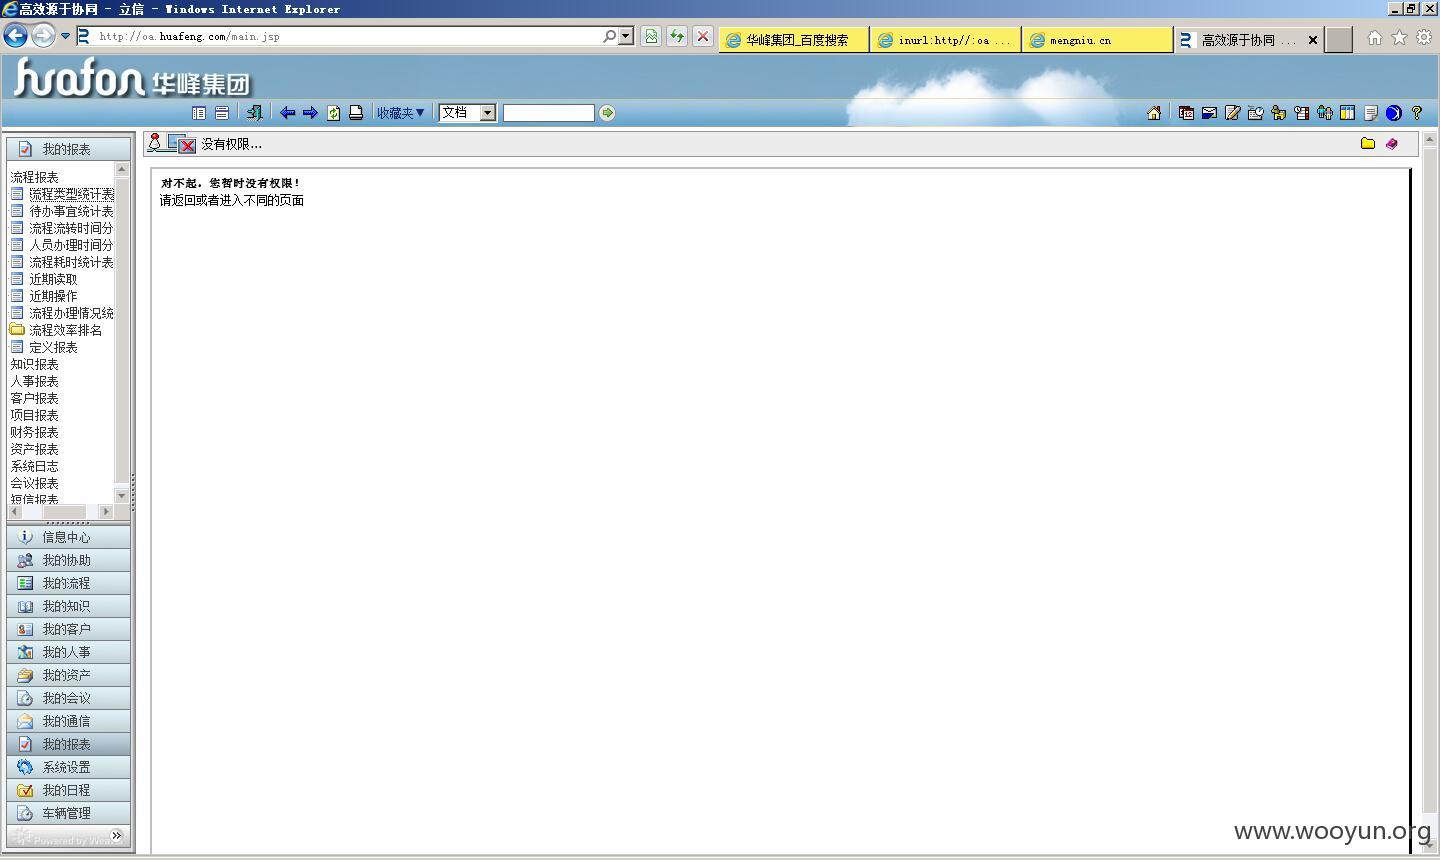 高效源于协同 - 立信 - Windows Internet Explorer
http://oa.huafeng.com/main.jsp
华峰集团_百度搜索
inurl:http//:oa ...
mengniu.cn
高效源于协同 ...
huafon 华峰集团
收藏夹
文档
我的报表
没有权限...
流程报表
流程类型统计表
待办事宜统计表
流程流转时间分
人员办理时间分
流程耗时统计表
近期读取
近期操作
流程办理情况统
流程效率排名
定义报表
知识报表
人事报表
客户报表
项目报表
财务报表
资产报表
系统日志
会议报表
短信报表
对不起，您暂时没有权限！
请返回或者进入不同的页面
信息中心
我的协助
我的流程
我的知识
我的客户
我的人事
我的资产
我的会议
我的通信
我的报表
系统设置
我的日程
车辆管理
Powered by
www.wooyun.org